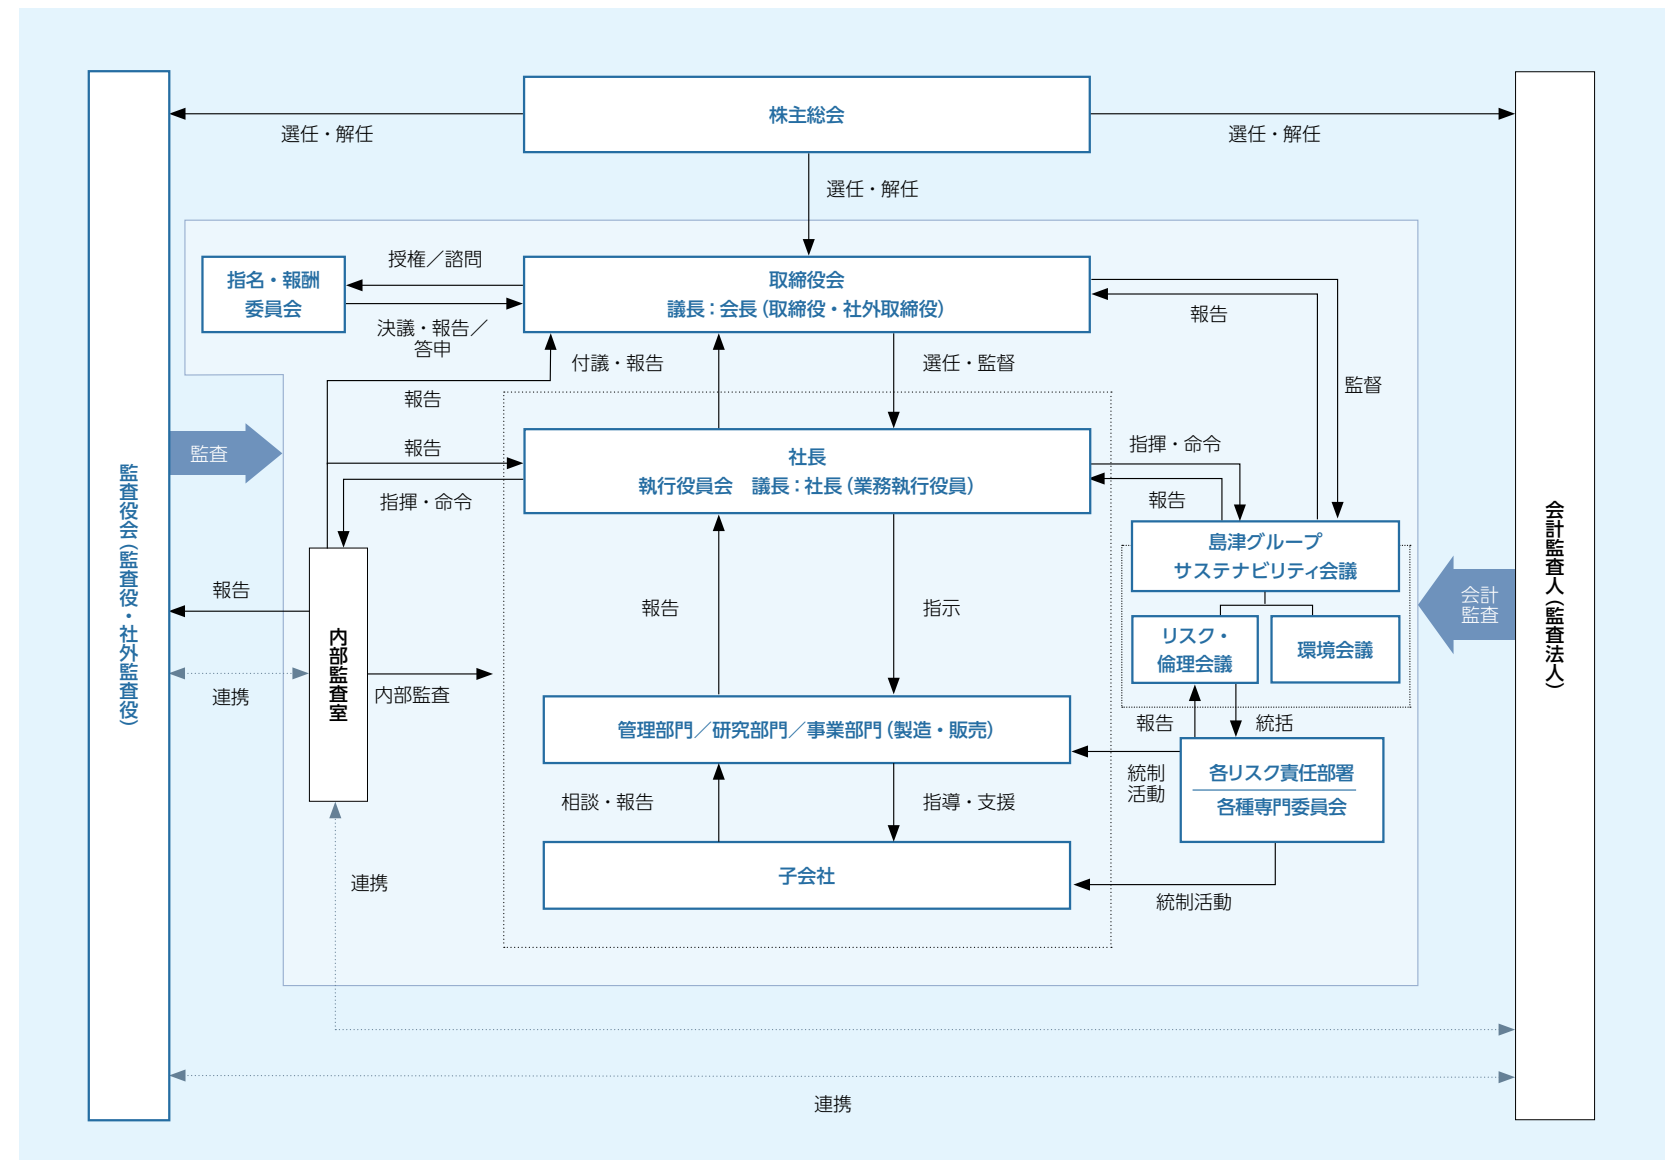 株主総会
選任・解任
選任・解任
選任・解任
指名・報酬
委員会
授権／諮問
決議・報告／
答申
取締役会
議長：会長（取締役・社外取締役）
報告
監督
付議・報告
選任・監督
報告
報告
指揮・命令
社長
執行役員会　議長：社長（業務執行役員）
指揮・命令
報告
監査
監査役会（監査役・社外監査役）
報告
連携
内部監査室
内部監査
報告
指示
島津グループ
サステナビリティ会議
リスク・
倫理会議
環境会議
会計
監査
会計監査人（監査法人）
管理部門／研究部門／事業部門（製造・販売）
報告
統括
統制
活動
各リスク責任部署
各種専門委員会
相談・報告
指導・支援
子会社
統制活動
連携
連携